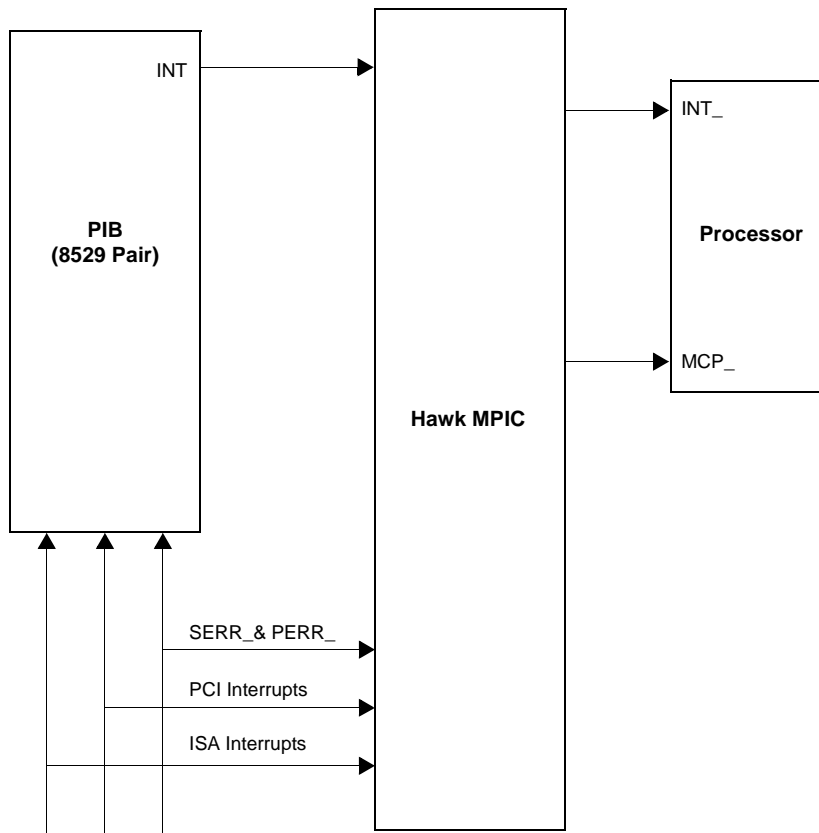 INT
PIB
(8529 Pair)
Hawk MPIC
INT_
Processor
MCP_
SERR_& PERR_
PCI Interrupts
ISA Interrupts